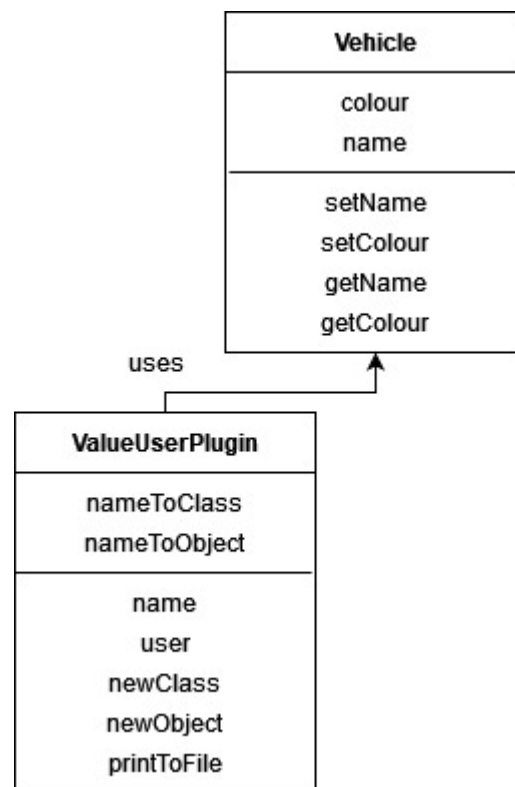 Vehicle
colour
name
setName
setColour
getName
getColour
uses
ValueUserPlugin
nameToClass
nameToObject
name
user
newClass
newObject
printToFile